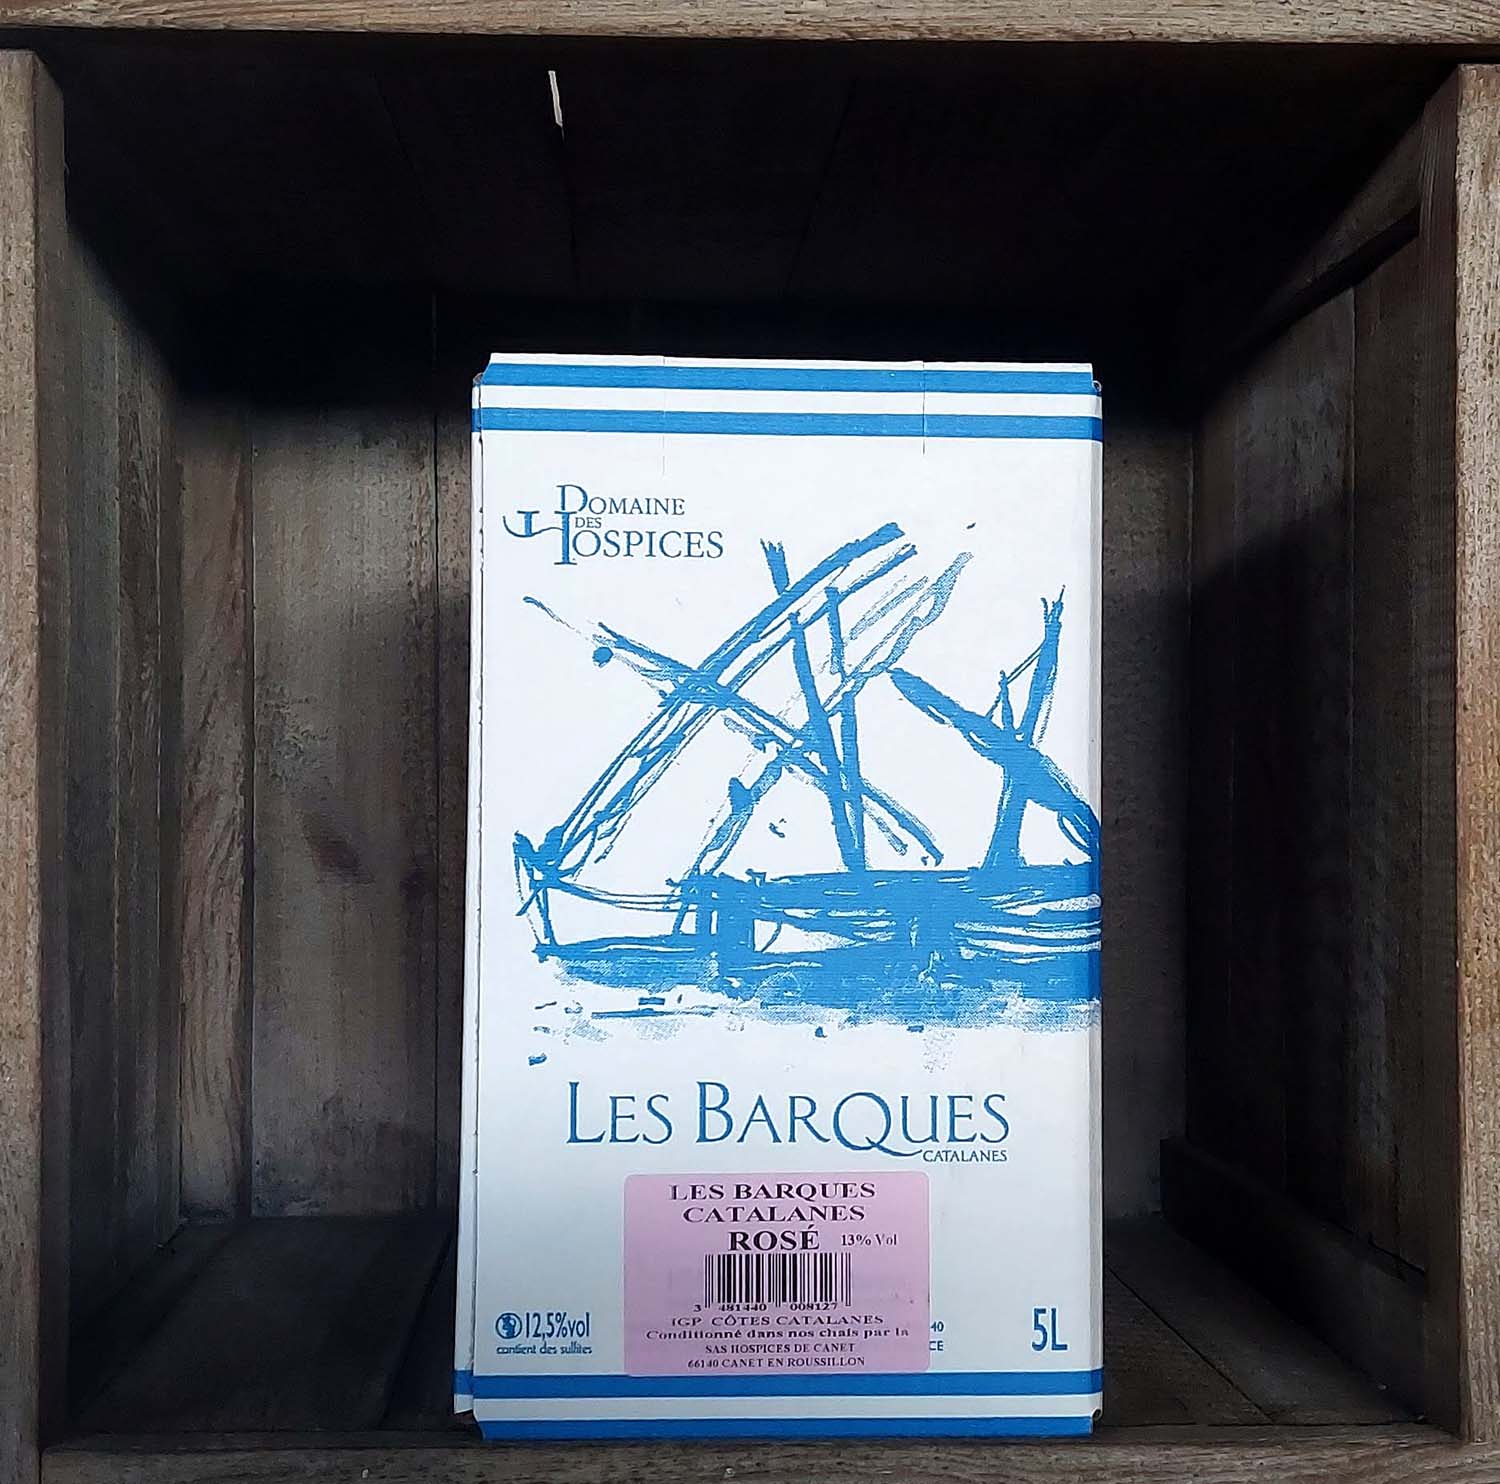 DOMAINE
DES
HOSPICES
LES BARQUES
CATALANES
LES BARQUES
CATALANES
ROSÉ 13% Vol
3 481440 008127
IGP CÔTES CATALANES
Conditionné dans nos chais par la
SAS HOSPICES DE CANET
66140 CANET EN ROUSSILLON
12,5%vol
contient des sulfites
40
CE
5L